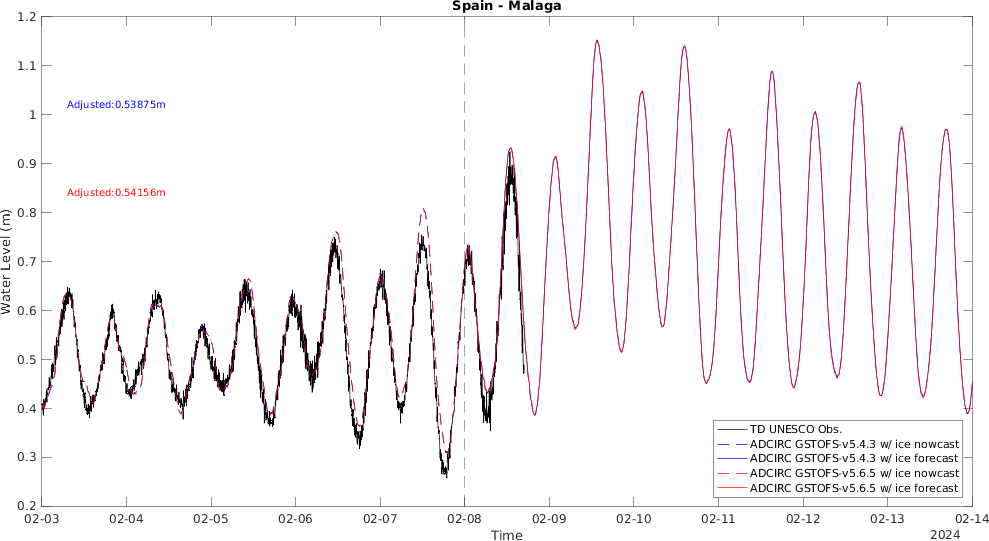 Spain - Malaga
1.2
1.1
1
0.9
0.8
0.7
0.6
0.5
0.4
0.3
0.2
Water Level (m)
Adjusted:0.53875m
Adjusted:0.54156m
TD UNESCO Obs.
ADCIRC GSTOFS-v5.4.3 w/ ice nowcast
ADCIRC GSTOFS-v5.4.3 w/ ice forecast
ADCIRC GSTOFS-v5.6.5 w/ ice nowcast
ADCIRC GSTOFS-v5.6.5 w/ ice forecast
02-03 02-04 02-05 02-06 02-07 02-08 02-09 02-10 02-11 02-12 02-13 02-14
Time
2024